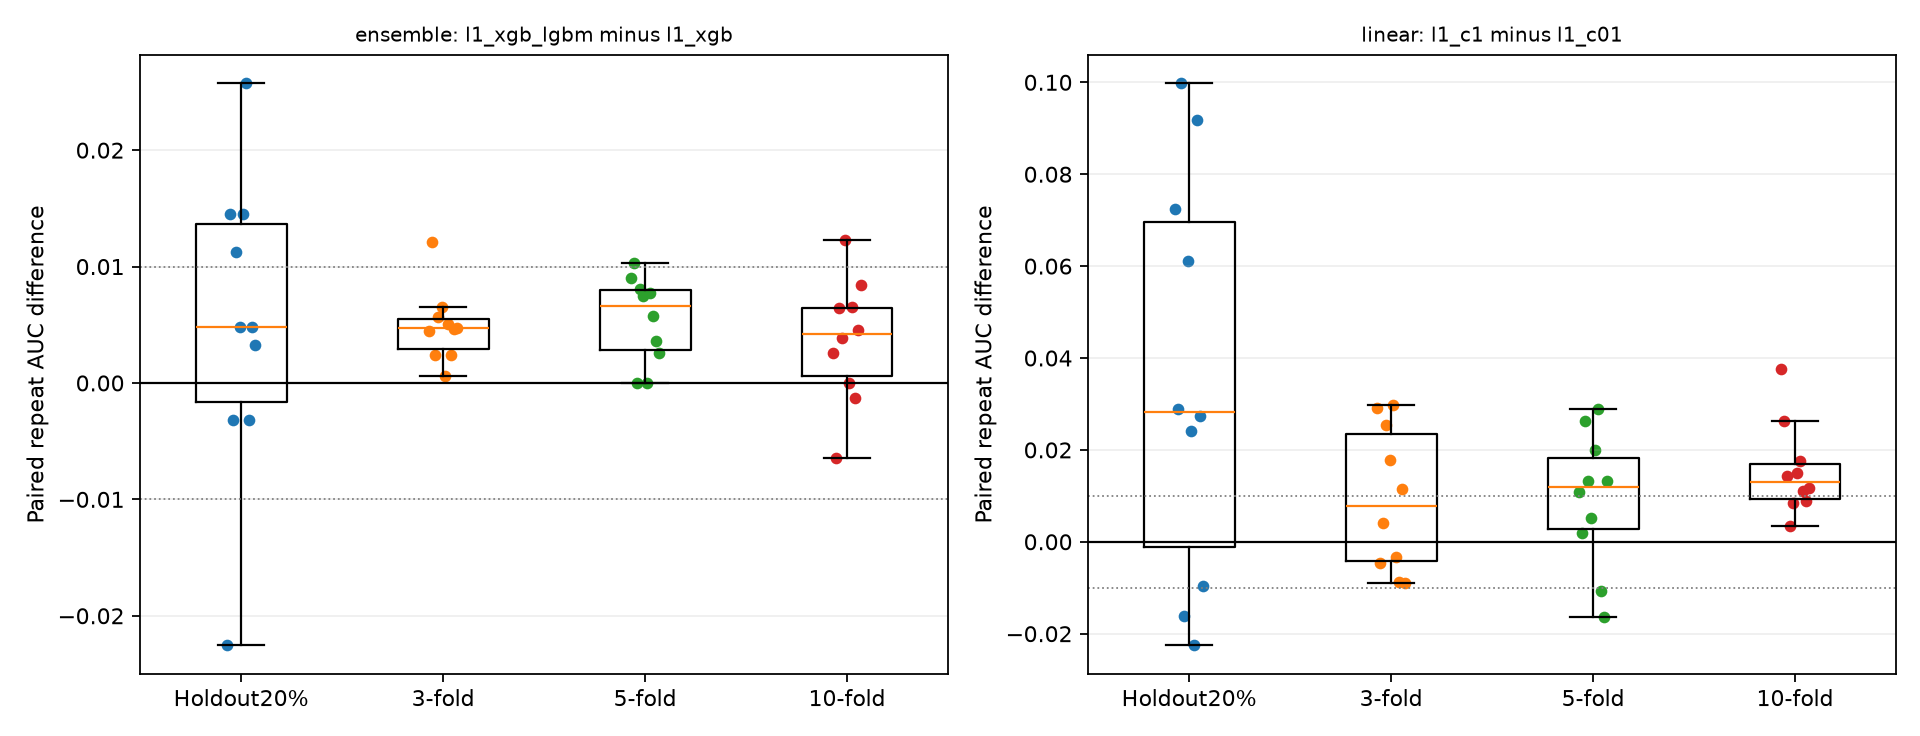 ensemble: l1_xgb_lgbm minus l1_xgb
Paired repeat AUC difference
0.02
0.01
0.00
−0.01
−0.02
Holdout20%
3-fold
5-fold
10-fold
linear: l1_c1 minus l1_c01
Paired repeat AUC difference
0.10
0.08
0.06
0.04
0.02
0.00
−0.02
Holdout20%
3-fold
5-fold
10-fold